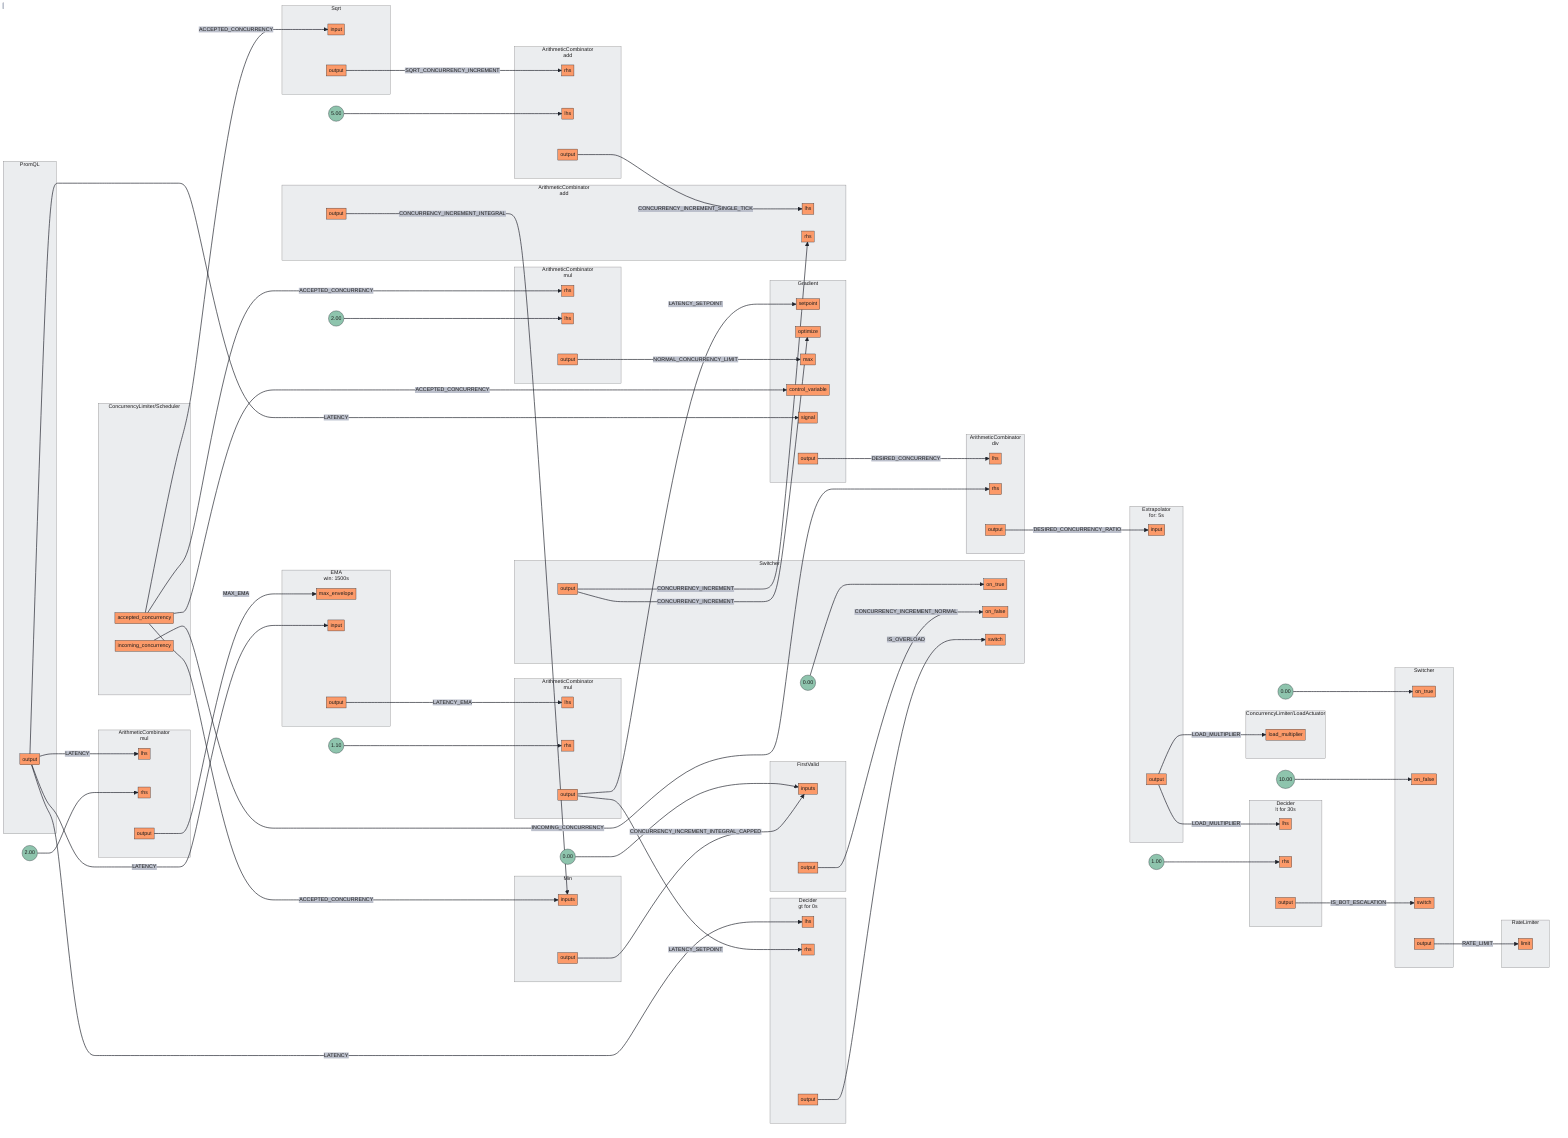 Sqrt
input
output
ACCEPTED_CONCURRENCY
SQRT_CONCURRENCY_INCREMENT
5.00
ArithmeticCombinator
add
rhs
lhs
output
PromQL
output
ArithmeticCombinator
add
output
CONCURRENCY_INCREMENT_INTEGRAL
CONCURRENCY_INCREMENT_SINGLE_TICK
lhs
rhs
ArithmeticCombinator
mul
ACCEPTED_CONCURRENCY
rhs
2.00
lhs
output
NORMAL_CONCURRENCY_LIMIT
LATENCY_SETPOINT
Gradient
setpoint
optimize
max
control_variable
signal
output
ACCEPTED_CONCURRENCY
LATENCY
DESIRED_CONCURRENCY
ConcurrencyLimiter/Scheduler
accepted_concurrency
incoming_concurrency
ArithmeticCombinator
div
lhs
rhs
output
DESIRED_CONCURRENCY_RATIO
Extrapolator
for: 5s
input
output
EMA
win: 1500s
MAX_EMA
max_envelope
input
output
LATENCY_EMA
Switcher
output
CONCURRENCY_INCREMENT
CONCURRENCY_INCREMENT
on_true
on_false
switch
CONCURRENCY_INCREMENT_NORMAL
IS_OVERLOAD
0.00
ArithmeticCombinator
mul
lhs
1.10
rhs
output
ArithmeticCombinator
mul
LATENCY
lhs
rhs
output
2.00
LATENCY
INCOMING_CONCURRENCY
0.00
CONCURRENCY_INCREMENT_INTEGRAL_CAPPED
FirstValid
inputs
output
Min
ACCEPTED_CONCURRENCY
inputs
output
Decider
gt for 0s
lhs
LATENCY_SETPOINT
rhs
LATENCY
output
Switcher
0.00
on_true
ConcurrencyLimiter/LoadActuator
LOAD_MULTIPLIER
load_multiplier
10.00
on_false
Decider
lt for 30s
LOAD_MULTIPLIER
lhs
1.00
rhs
output
IS_BOT_ESCALATION
switch
output
RATE_LIMIT
RateLimiter
limit